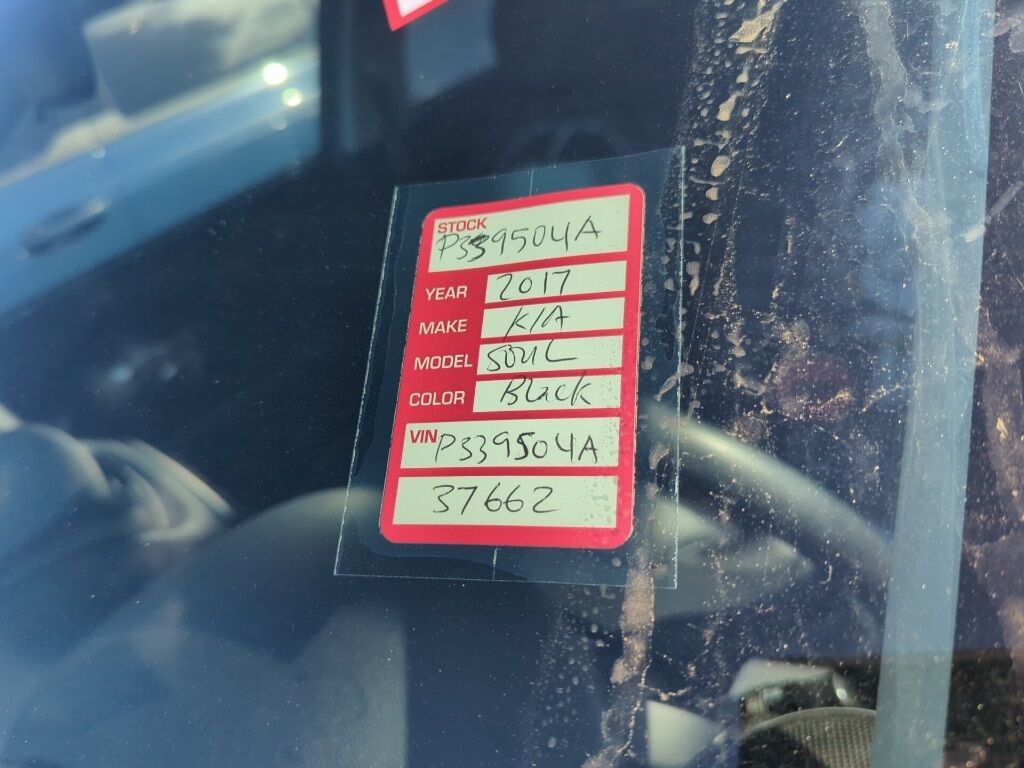 STOCK
P339504A
YEAR 2017
MAKE KIA
MODEL SOUL
COLOR Black
VIN P339504A
37662